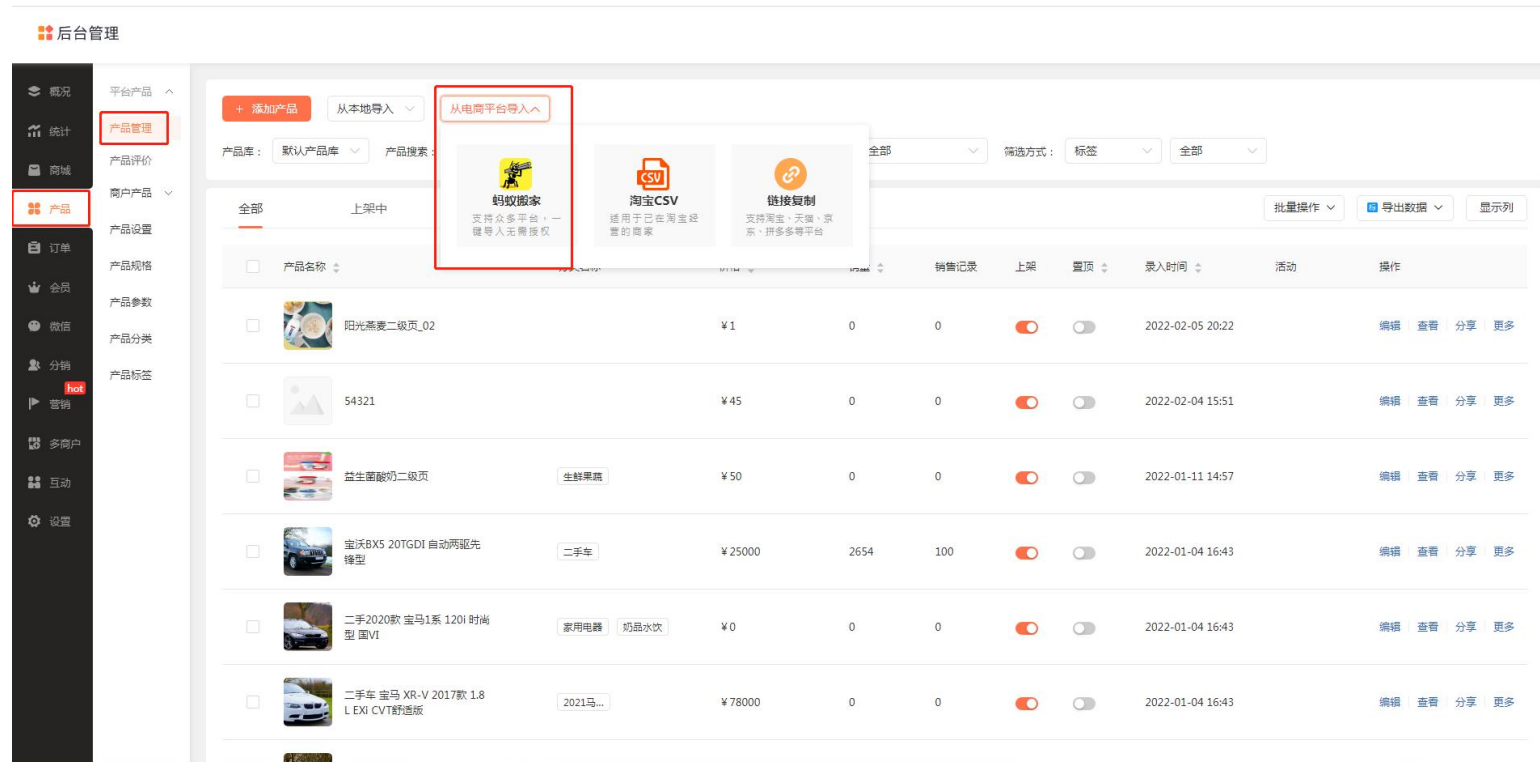 后台管理
概况
统计
商城
产品
订单
会员
微信
分销
hot
营销
多商户
互动
设置
平台产品
产品管理
产品评价
商户产品
产品设置
产品规格
产品参数
产品分类
产品标签
+ 添加产品 从本地导入 从电商平台导入
产品库： 默认产品库 产品搜索： 全部 筛选方式： 标签 全部
蚂蚁搬家
支持众多平台，一
键导入无需授权
CSV
淘宝CSV
适用于已在淘宝经
营的商家
链接复制
支持淘宝、天猫、京
东、拼多多等平台
全部 上架中 批量操作 导出数据 显示列
产品名称 分类名称 价格 销量 销售记录 上架 置顶 录入时间 活动 操作
阳光燕麦二级页_02 ¥1 0 0 2022-02-05 20:22 编辑 查看 分享 更多
54321 ¥45 0 0 2022-02-04 15:51 编辑 查看 分享 更多
益生菌酸奶二级页 生鲜果蔬 ¥50 0 0 2022-01-11 14:57 编辑 查看 分享 更多
宝沃BX5 20TGDI 自动两驱先
锋型 二手车 ¥25000 2654 100 2022-01-04 16:43 编辑 查看 分享 更多
二手2020款 宝马1系 120i 时尚
型 国VI 家用电器 奶品水饮 ¥0 0 0 2022-01-04 16:43 编辑 查看 分享 更多
二手车 宝马 XR-V 2017款 1.8
L EXi CVT舒适版 2021马... ¥78000 0 0 2022-01-04 16:43 编辑 查看 分享 更多